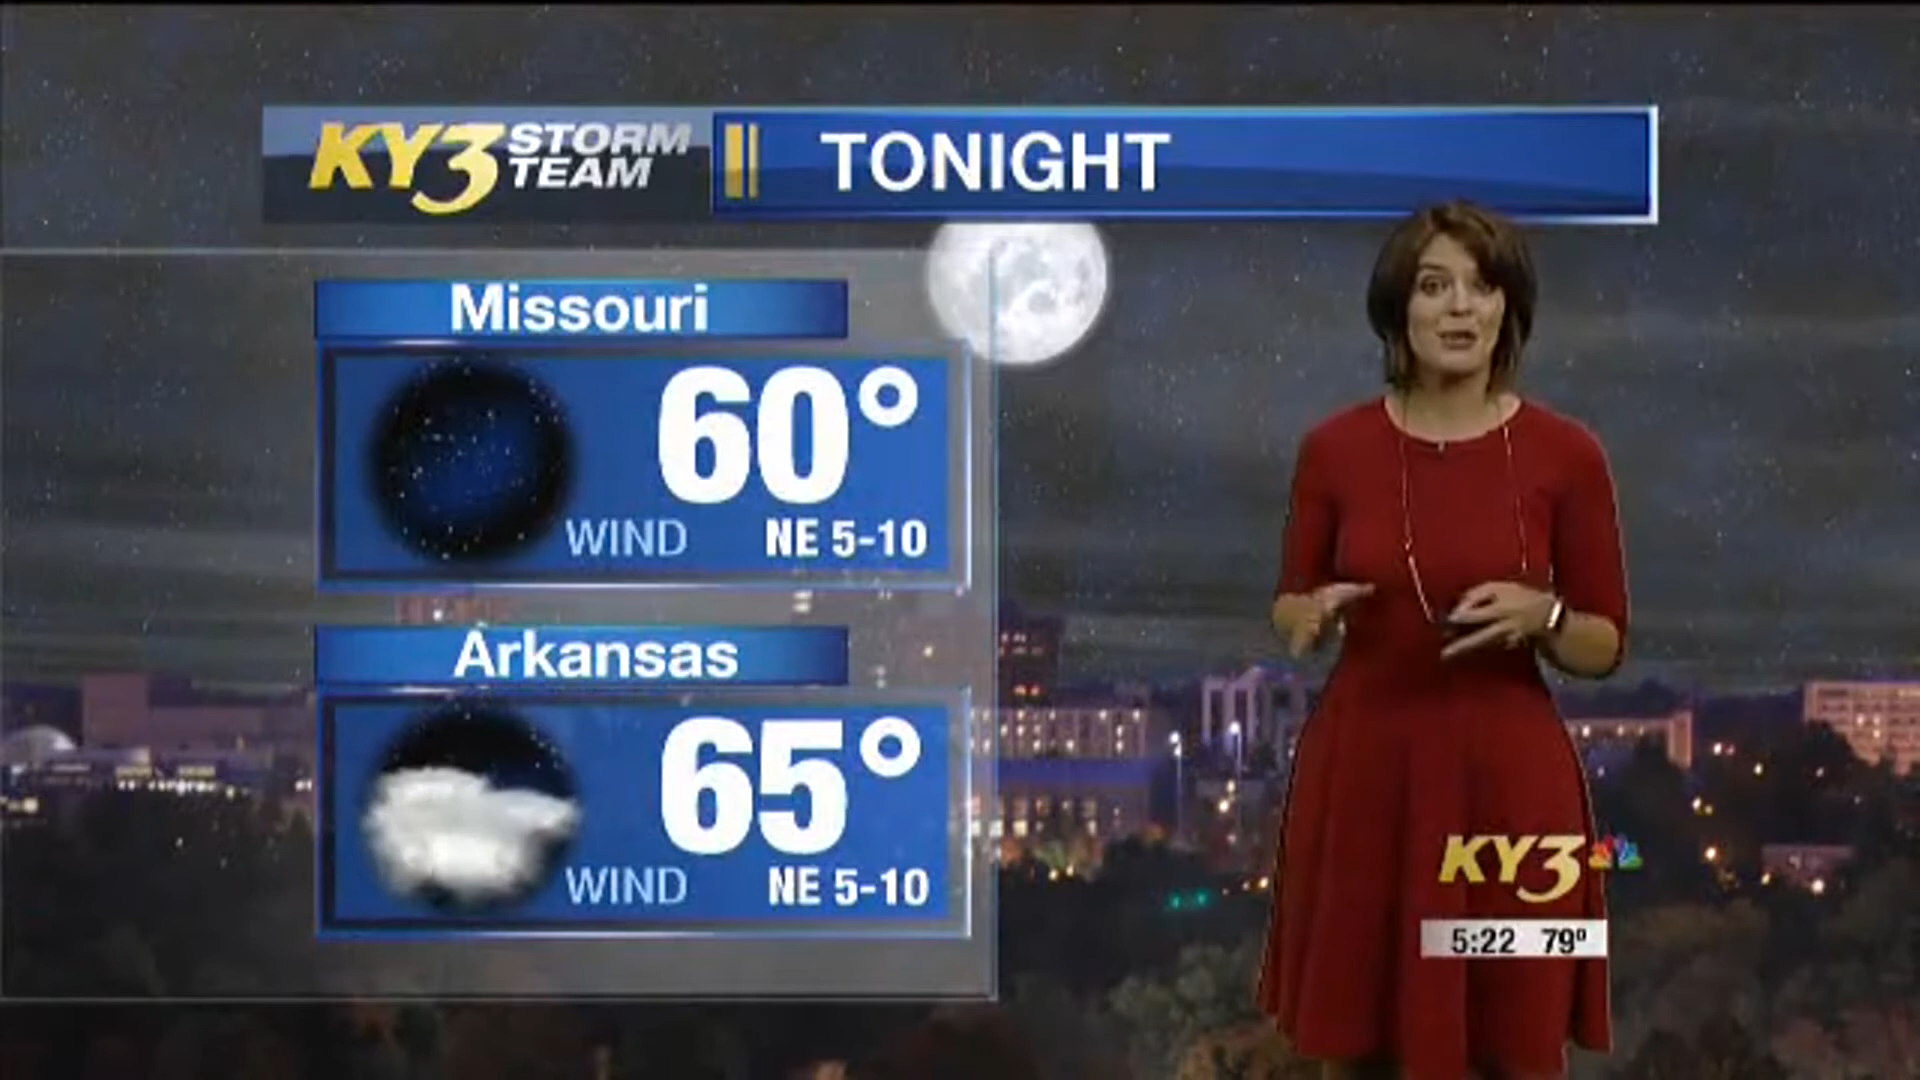 KY3 STORM TEAM
TONIGHT
Missouri
60°
WIND NE 5-10
Arkansas
65°
WIND NE 5-10
KY3
5:22 79°